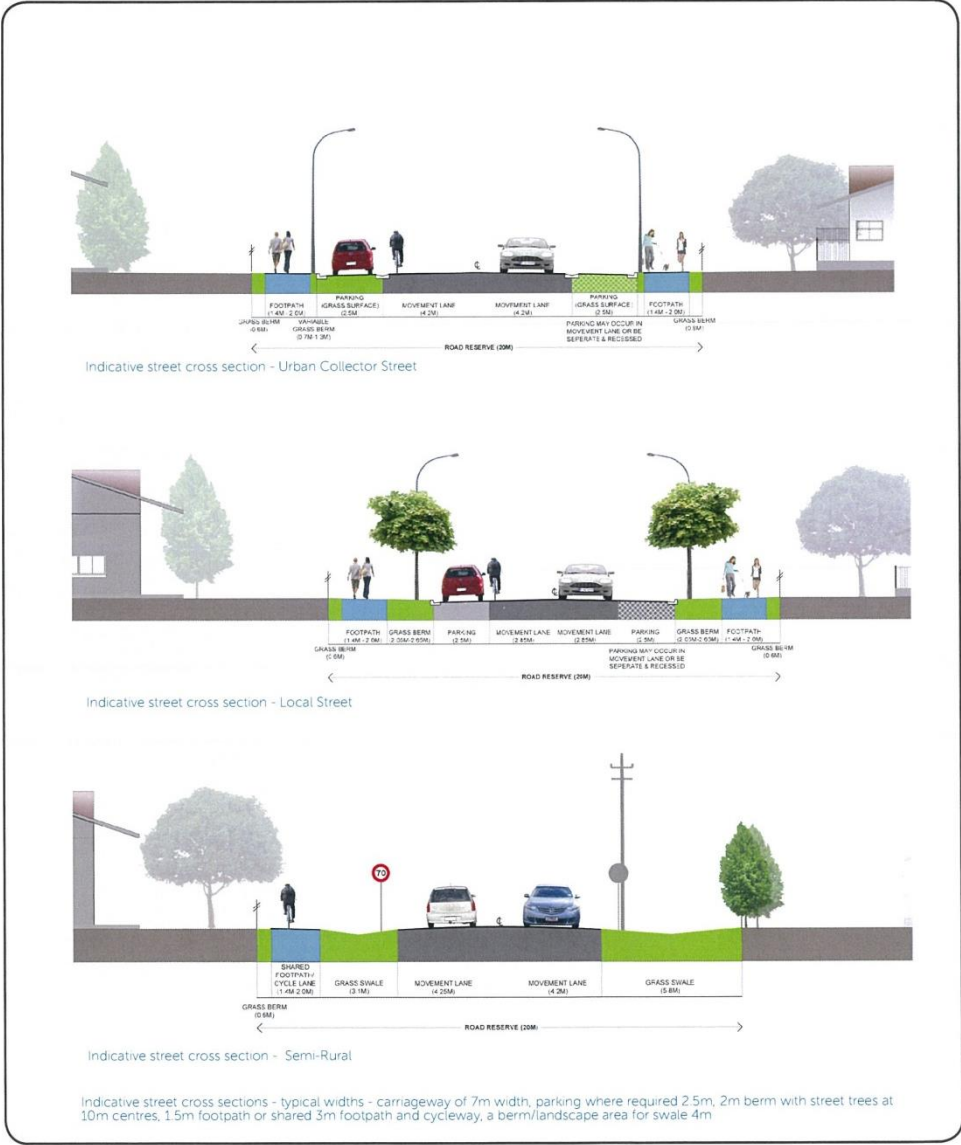 FOOTPATH
(1.4M - 2.0M)
PARKING
(GRASS SURFACE)
(2.5M)
MOVEMENT LANE
(4.2M)
MOVEMENT LANE
(4.2M)
PARKING
(GRASS SURFACE)
(2.5M)
FOOTPATH
(1.4M - 2.0M)
GRASS BERM
(0.6M)
VARIABLE
GRASS BERM
(0.7M-1.3M)
PARKING MAY OCCUR IN
MOVEMENT LANE OR BE
SEPERATE & RECESSED
GRASS BERM
(0.6M)
ROAD RESERVE (20M)
Indicative street cross section - Urban Collector Street
FOOTPATH
(1.4M - 2.0M)
GRASS BERM
PARKING
(2.5M)
MOVEMENT LANE
(2.85M)
MOVEMENT LANE
(2.85M)
PARKING
(2.5M)
GRASS BERM
FOOTPATH
(1.4M - 2.0M)
GRASS BERM
(0.6M)
PARKING MAY OCCUR IN
MOVEMENT LANE OR BE
SEPERATE & RECESSED
GRASS BERM
(0.6M)
ROAD RESERVE (20M)
Indicative street cross section - Local Street
70
SHARED
FOOTPATH/
CYCLE LANE
(1.4M-2.0M)
GRASS SWALE
(3.1M)
MOVEMENT LANE
(4.25M)
MOVEMENT LANE
(4.2M)
GRASS SWALE
(5.8M)
GRASS BERM
(0.6M)
ROAD RESERVE (20M)
Indicative street cross section - Semi-Rural
Indicative street cross sections - typical widths - carriageway of 7m width, parking where required 2.5m, 2m berm with street trees at
10m centres, 1.5m footpath or shared 3m footpath and cycleway, a berm/landscape area for swale 4m